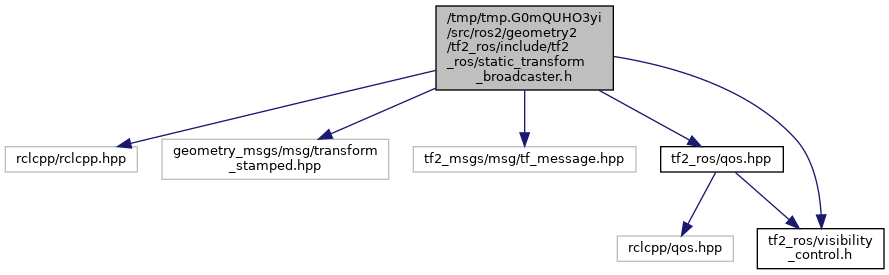 /tmp/tmp.G0mQUHO3yi
/src/ros2/geometry2
/tf2_ros/include/tf2
_ros/static_transform
_broadcaster.h
rclcpp/rclcpp.hpp
geometry_msgs/msg/transform
_stamped.hpp
tf2_msgs/msg/tf_message.hpp
tf2_ros/qos.hpp
rclcpp/qos.hpp
tf2_ros/visibility
_control.h